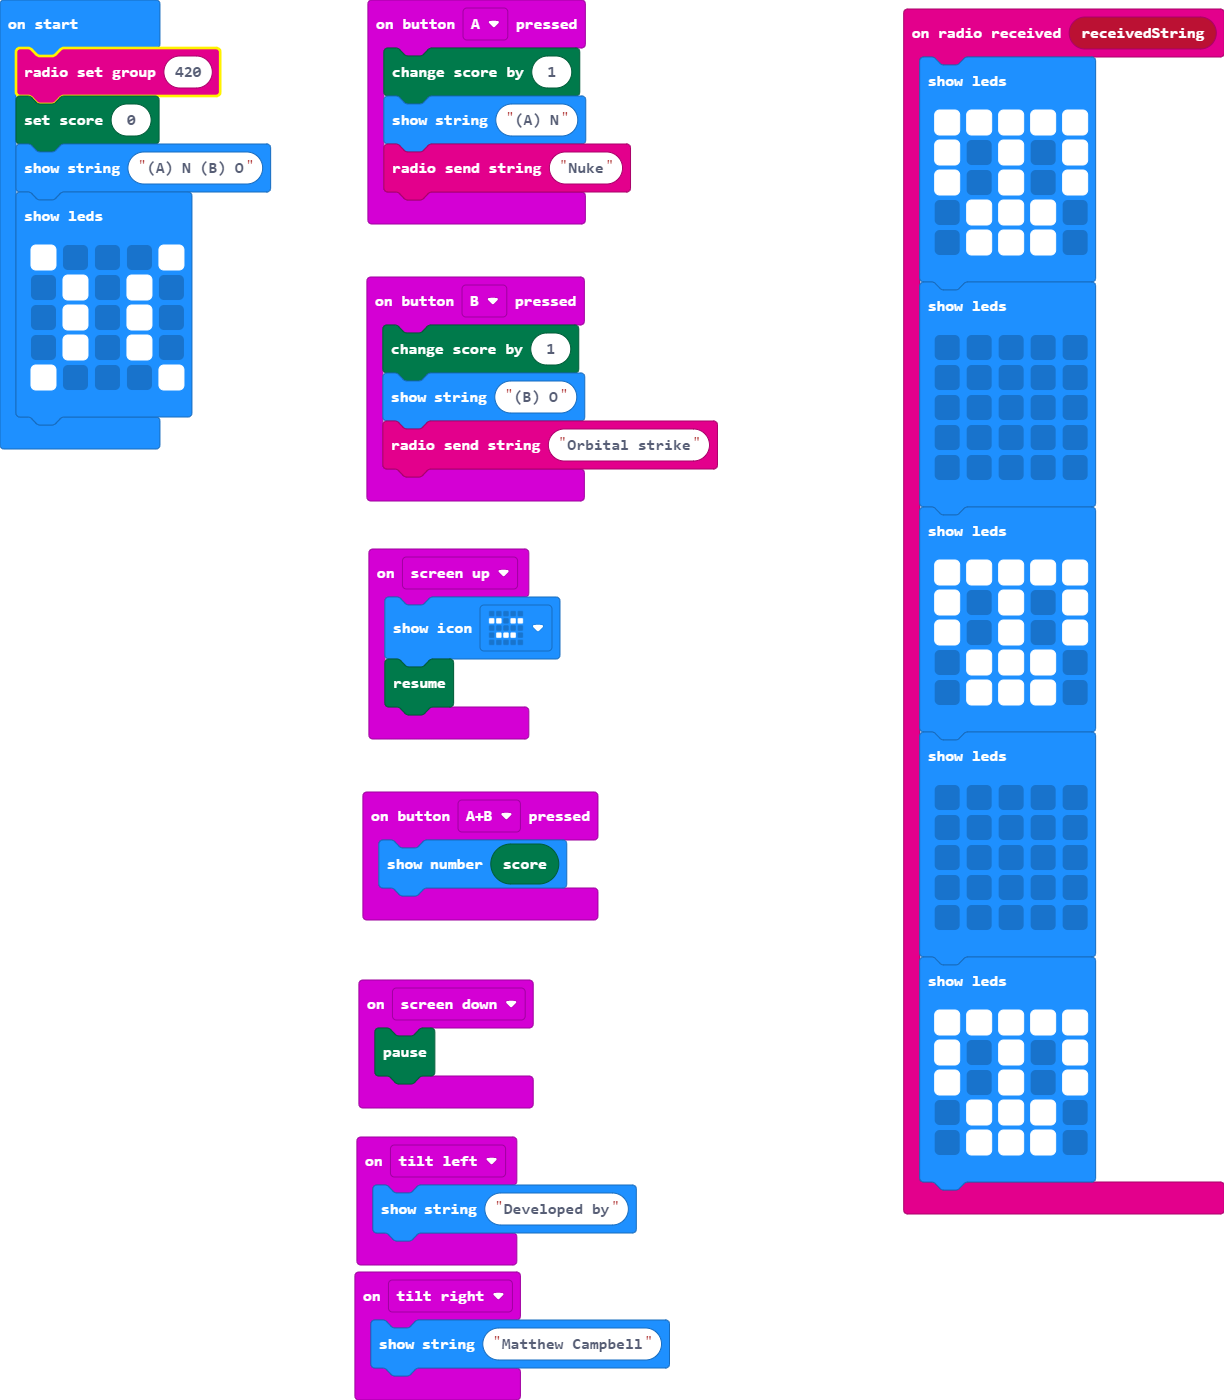 on start
radio set group 420
set score 0
show string "(A) N (B) O"
show leds
on button A pressed
change score by 1
show string "(A) N"
radio send string "Nuke"
on button B pressed
change score by 1
show string "(B) O"
radio send string "Orbital strike"
on screen up
show icon
resume
on button A+B pressed
show number score
on screen down
pause
on tilt left
show string "Developed by"
on tilt right
show string "Matthew Campbell"
on radio received receivedString
show leds
show leds
show leds
show leds
show leds